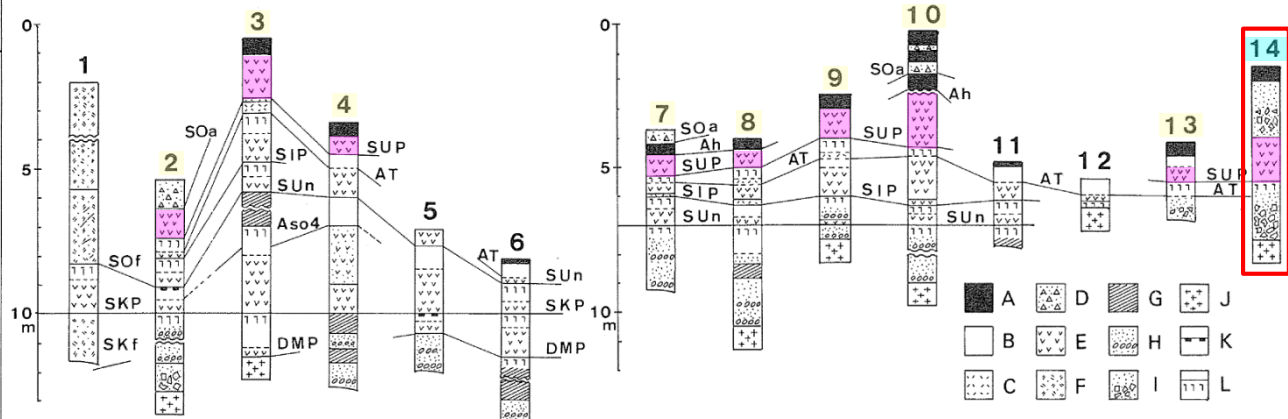 0
5
10
m
1
2
3
4
5
6
SOa
SUP
AT
SIP
SUn
Aso4
SOf
SKP
SKf
DMP
AT
SUn
SKP
DMP
0
5
10
m
7
8
9
10
11
12
13
14
SOa
Ah
SUP
SIP
SUn
AT
SUP
SIP
SOa
Ah
SUn
AT
SUP
AT
A D G J
B E H K
C F I L